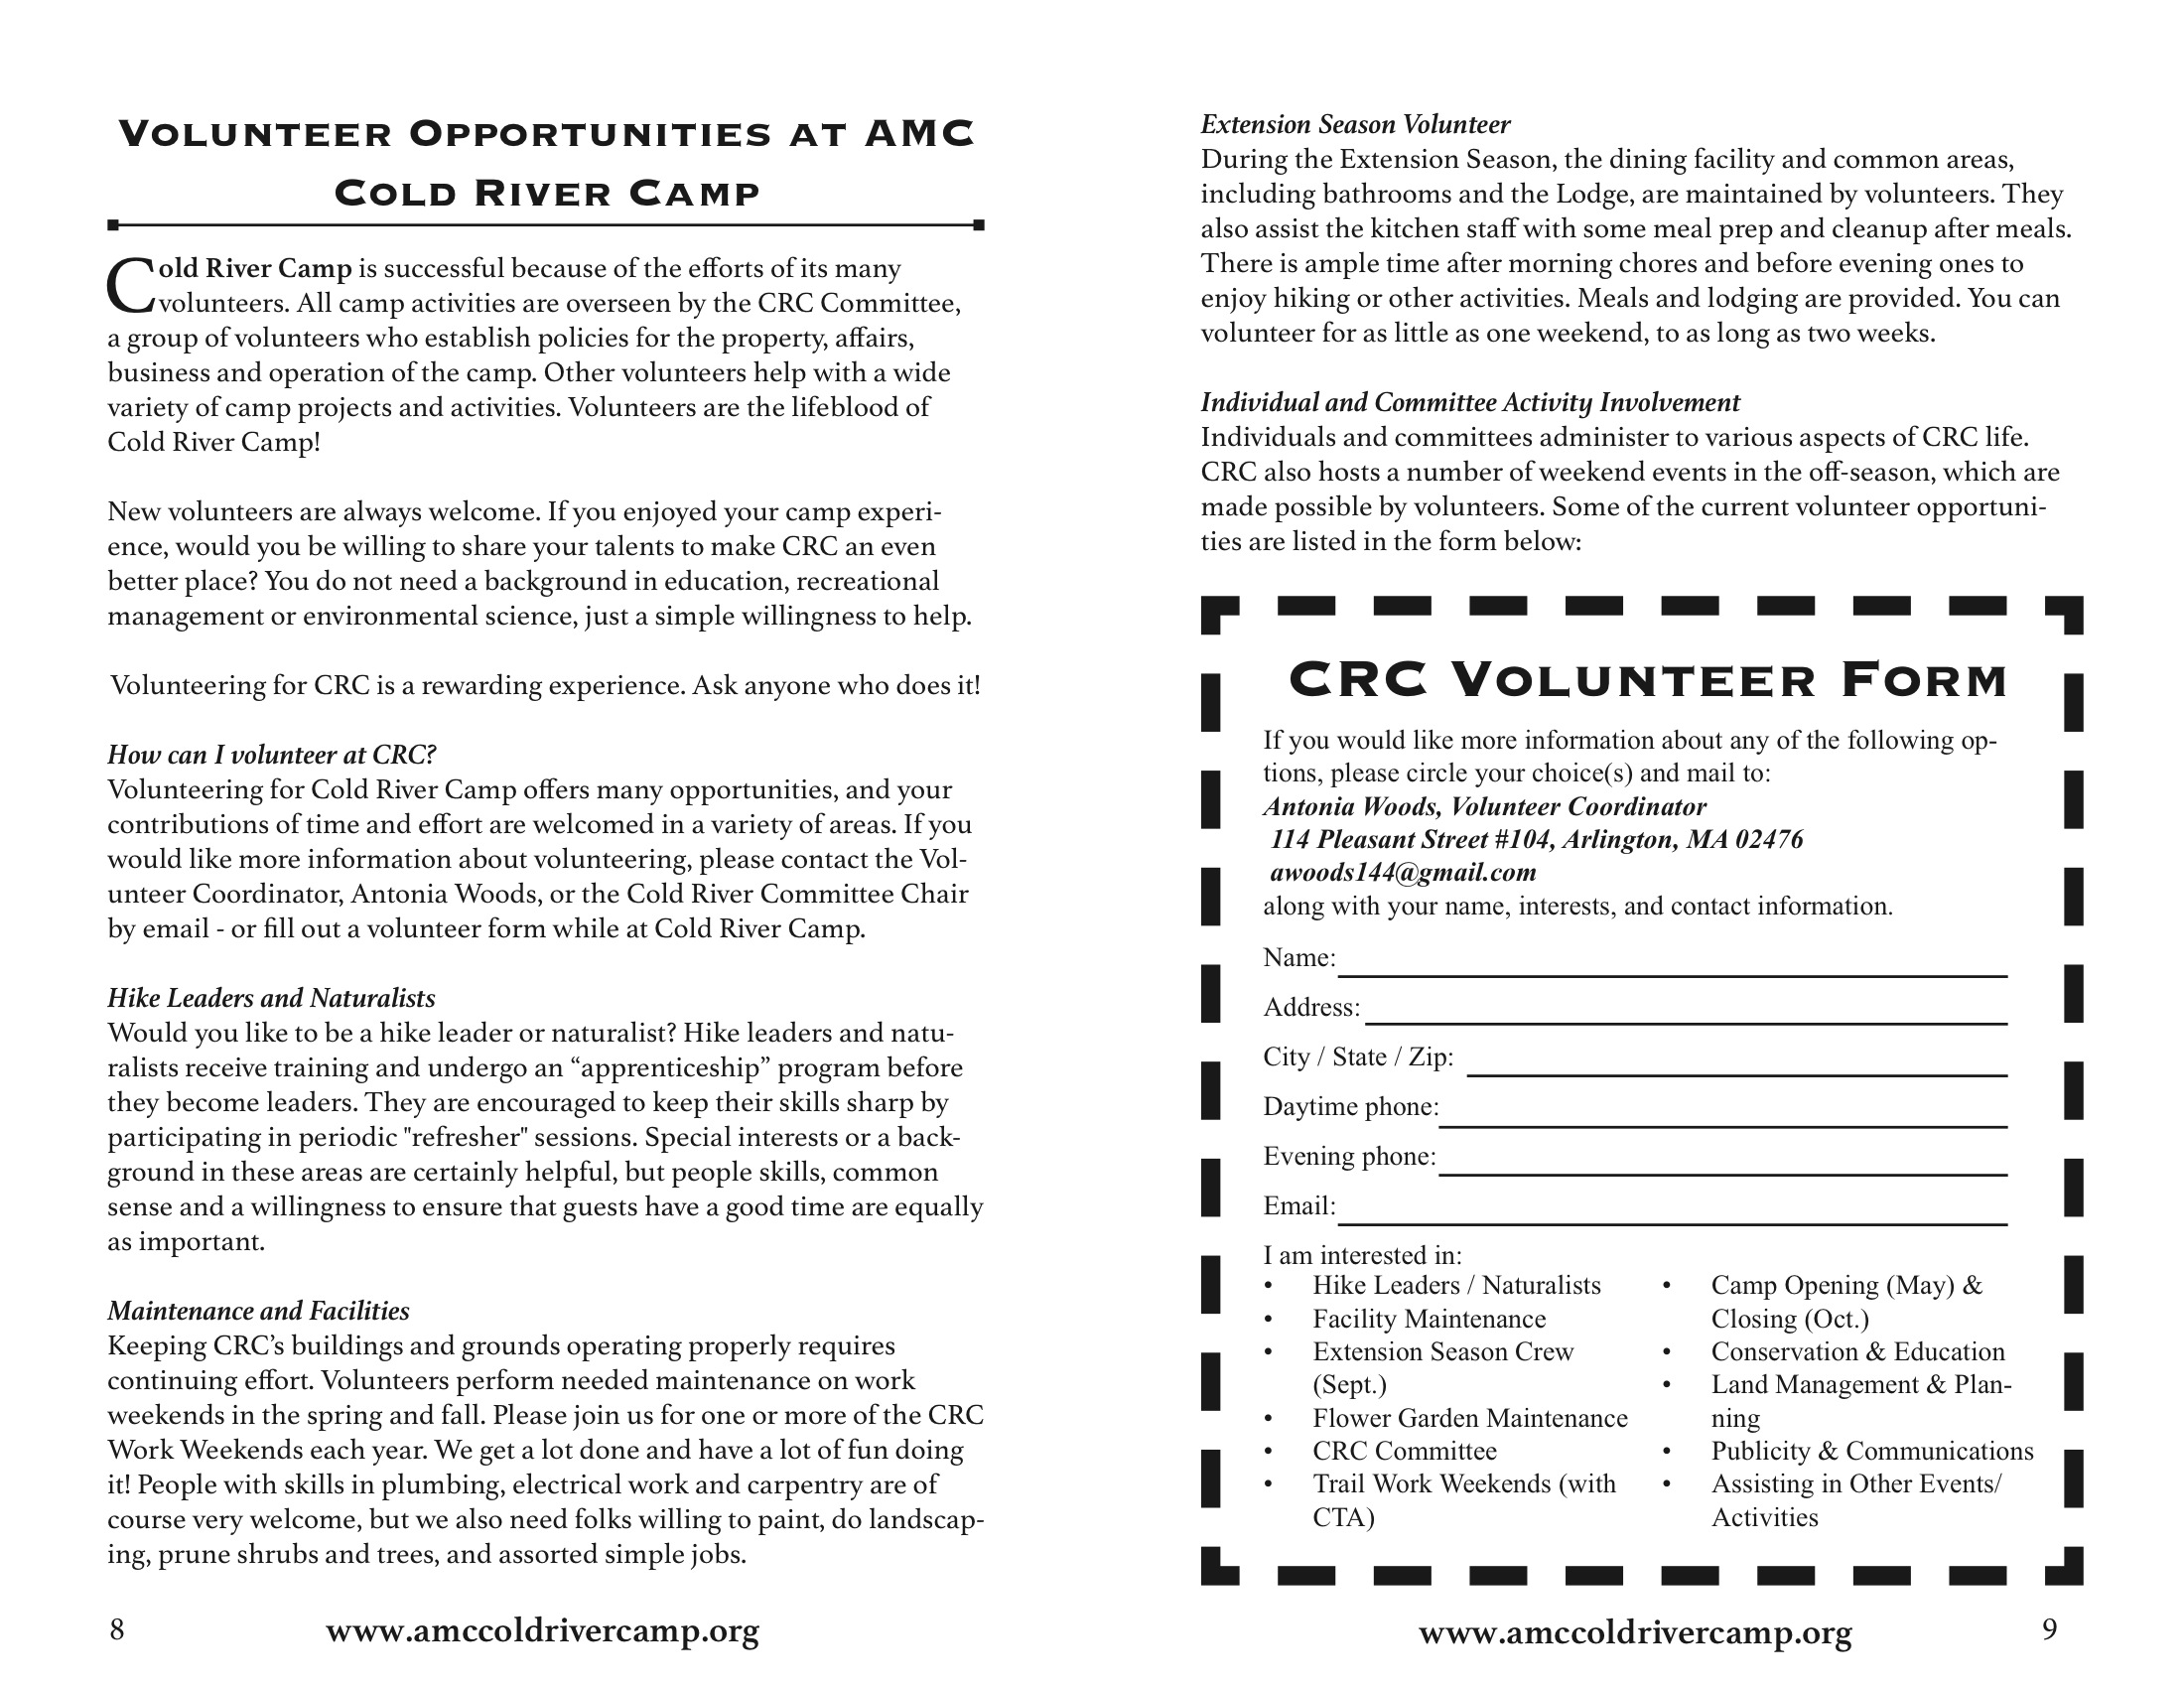 Volunteer Opportunities at AMC
Cold River Camp
Cold River Camp is successful because of the efforts of its many
volunteers. All camp activities are overseen by the CRC Committee,
a group of volunteers who establish policies for the property, affairs,
business and operation of the camp. Other volunteers help with a wide
variety of camp projects and activities. Volunteers are the lifeblood of
Cold River Camp!
New volunteers are always welcome. If you enjoyed your camp experi-
ence, would you be willing to share your talents to make CRC an even
better place? You do not need a background in education, recreational
management or environmental science, just a simple willingness to help.
Volunteering for CRC is a rewarding experience. Ask anyone who does it!
How can I volunteer at CRC?
Volunteering for Cold River Camp offers many opportunities, and your
contributions of time and effort are welcomed in a variety of areas. If you
would like more information about volunteering, please contact the Vol-
unteer Coordinator, Antonia Woods, or the Cold River Committee Chair
by email - or fill out a volunteer form while at Cold River Camp.
Hike Leaders and Naturalists
Would you like to be a hike leader or naturalist? Hike leaders and natu-
ralists receive training and undergo an “apprenticeship” program before
they become leaders. They are encouraged to keep their skills sharp by
participating in periodic "refresher" sessions. Special interests or a back-
ground in these areas are certainly helpful, but people skills, common
sense and a willingness to ensure that guests have a good time are equally
as important.
Maintenance and Facilities
Keeping CRC’s buildings and grounds operating properly requires
continuing effort. Volunteers perform needed maintenance on work
weekends in the spring and fall. Please join us for one or more of the CRC
Work Weekends each year. We get a lot done and have a lot of fun doing
it! People with skills in plumbing, electrical work and carpentry are of
course very welcome, but we also need folks willing to paint, do landscap-
ing, prune shrubs and trees, and assorted simple jobs.
8 www.amccoldrivercamp.org
Extension Season Volunteer
During the Extension Season, the dining facility and common areas,
including bathrooms and the Lodge, are maintained by volunteers. They
also assist the kitchen staff with some meal prep and cleanup after meals.
There is ample time after morning chores and before evening ones to
enjoy hiking or other activities. Meals and lodging are provided. You can
volunteer for as little as one weekend, to as long as two weeks.
Individual and Committee Activity Involvement
Individuals and committees administer to various aspects of CRC life.
CRC also hosts a number of weekend events in the off-season, which are
made possible by volunteers. Some of the current volunteer opportuni-
ties are listed in the form below:
CRC Volunteer Form
If you would like more information about any of the following op-
tions, please circle your choice(s) and mail to:
Antonia Woods, Volunteer Coordinator
114 Pleasant Street #104, Arlington, MA 02476
awoods144@gmail.com
along with your name, interests, and contact information.
Name:
Address:
City / State / Zip:
Daytime phone:
Evening phone:
Email:
I am interested in:
• Hike Leaders / Naturalists
• Facility Maintenance
• Extension Season Crew
(Sept.)
• Flower Garden Maintenance
• CRC Committee
• Trail Work Weekends (with
CTA)
• Camp Opening (May) &
Closing (Oct.)
• Conservation & Education
• Land Management & Plan-
ning
• Publicity & Communications
• Assisting in Other Events/
Activities
www.amccoldrivercamp.org 9